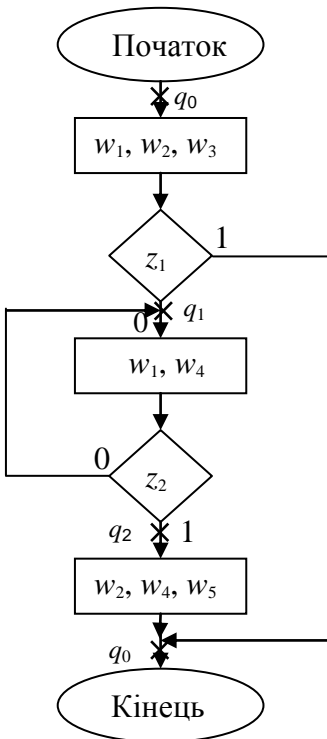 Початок
q₀
w₁, w₂, w₃
z₁
1
0
q₁
w₁, w₄
0
z₂
q₂
1
w₂, w₄, w₅
q₀
Кінець